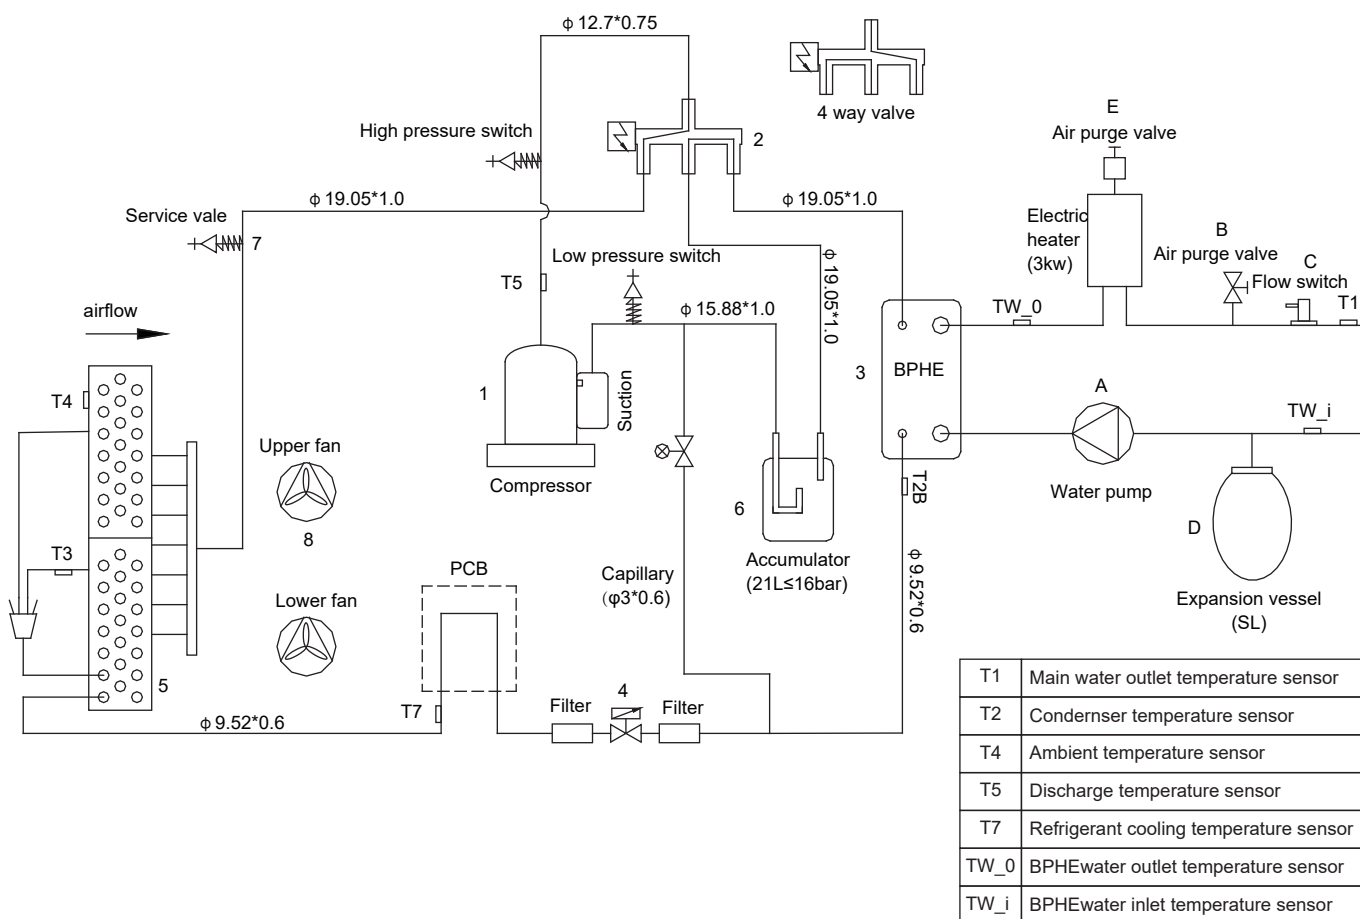 ϕ 12.7*0.75
4 way valve
E
Air purge valve
High pressure switch
2
ϕ 19.05*1.0
ϕ 19.05*1.0
Service vale
7
Electric
heater
(3kw)
B
Air purge valve
C
Flow switch
Low pressure switch
T5
ϕ 19.05*1.0
ϕ 15.88*1.0
airflow
TW_0
T1
1
Suction
3
BPHE
A
TW_i
T4
Upper fan
Compressor
T2B
Water pump
6
D
8
T3
PCB
Accumulator
(21L≤16bar)
Capillary
(φ3*0.6)
ϕ 9.52*0.6
Lower fan
Expansion vessel
(SL)
5
T7
Filter
4
Filter
ϕ 9.52*0.6
T1 Main water outlet temperature sensor
T2 Condernser temperature sensor
T4 Ambient temperature sensor
T5 Discharge temperature sensor
T7 Refrigerant cooling temperature sensor
TW_0 BPHEwater outlet temperature sensor
TW_i BPHEwater inlet temperature sensor